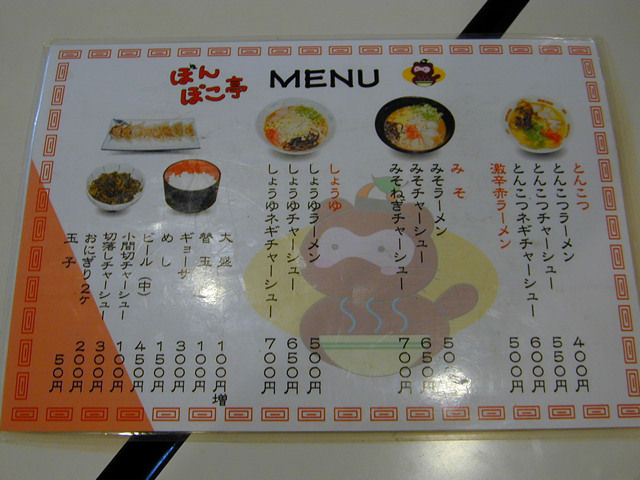 ぽんぽこ亭
MENU
とんこつ
とんこつラーメン 400円
とんこつチャーシュー 550円
とんこつネギチャーシュー 600円
激辛赤ラーメン 500円
みそ
みそラーメン 500円
みそチャーシュー 650円
みそねぎチャーシュー 700円
しょうゆ
しょうゆラーメン 500円
しょうゆチャーシュー 650円
しょうゆネギチャーシュー 700円
大盛 100円増
替玉 100円
ギョーザ 300円
めし 150円
ビール(中) 450円
小間切チャーシュー 100円
切落しチャーシュー 300円
おにぎり2ケ 200円
玉子 50円